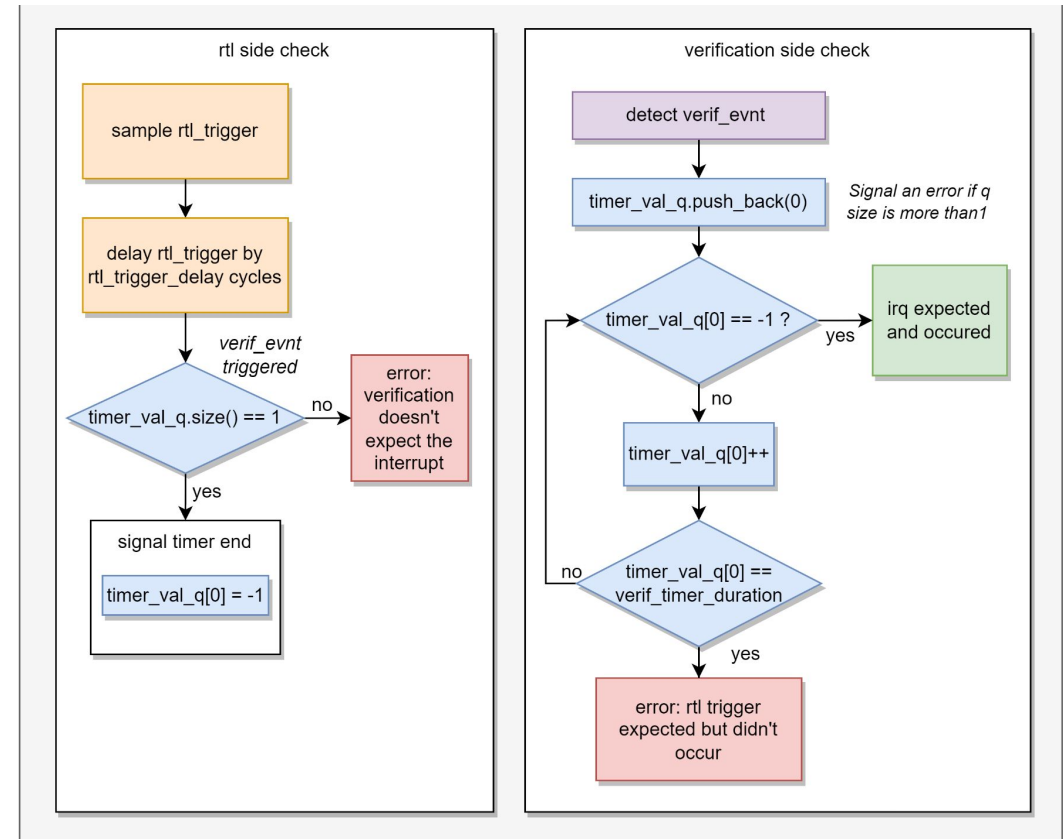 rtl side check
sample rtl_trigger
delay rtl_trigger by
rtl_trigger_delay cycles
verif_evnt
triggered
timer_val_q.size() == 1
no
error:
verification
doesn't
expect the
interrupt
yes
signal timer end
timer_val_q[0] = -1
verification side check
detect verif_evnt
timer_val_q.push_back(0)
Signal an error if q
size is more than1
timer_val_q[0] == -1 ?
yes
irq expected
and occured
no
timer_val_q[0]++
timer_val_q[0] ==
verif_timer_duration
no
yes
error: rtl trigger
expected but didn't
occur